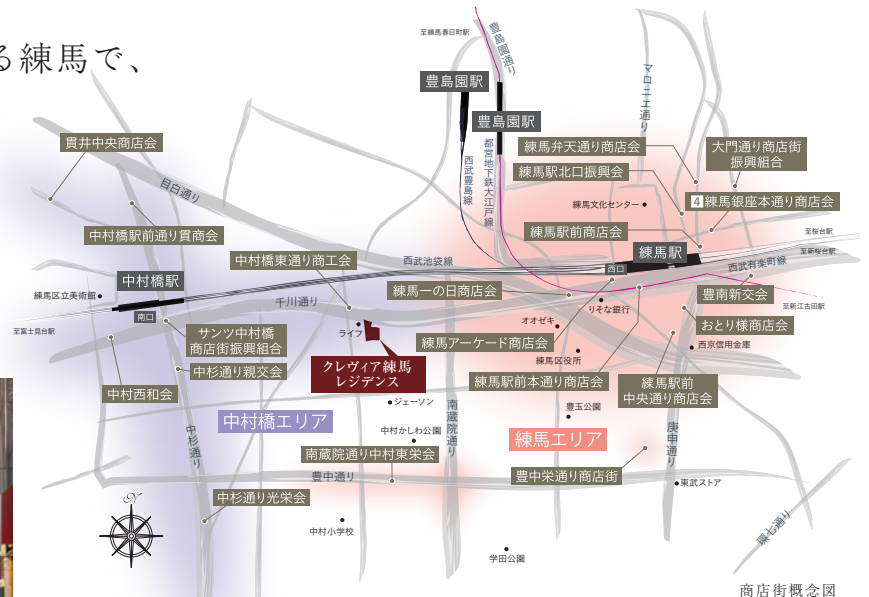 る練馬で、
至練馬春日町駅
豊島園通り
豊島園駅
豊島園駅
マロニエ通り
貫井中央商店会
目白通り
西武豊島線
都営地下鉄大江戸線
練馬弁天通り商店会
大門通り商店街
振興組合
練馬駅北口振興会
練馬文化センター
4 練馬銀座本通り商店会
中村橋駅前通り貫商会
練馬駅前商店会
至桜台駅
中村橋東通り商工会
西武池袋線
練馬駅
西口
至新桜台駅
西武有楽町線
中村橋駅
練馬区立美術館
千川通り
練馬一の日商店会
豊南新交会
至新江古田駅
南口
至富士見台駅
りそな銀行
サンツ中村橋
商店街振興組合
ライフ
オオゼキ
おとり様商店会
練馬アーケード商店会
西京信用金庫
クレヴィア練馬
レジデンス
練馬区役所
中杉通り親交会
中村西和会
練馬駅前本通り商店会
練馬駅前
中央通り商店会
ジェーソン
豊玉公園
中村橋エリア
中村かしわ公園
南蔵院通り
練馬エリア
庚申通り
中杉通り
南蔵院通り中村東栄会
豊中通り
豊中栄通り商店街
東武ストア
中杉通り光栄会
N
中村小学校
環七通り
学田公園
商店街概念図